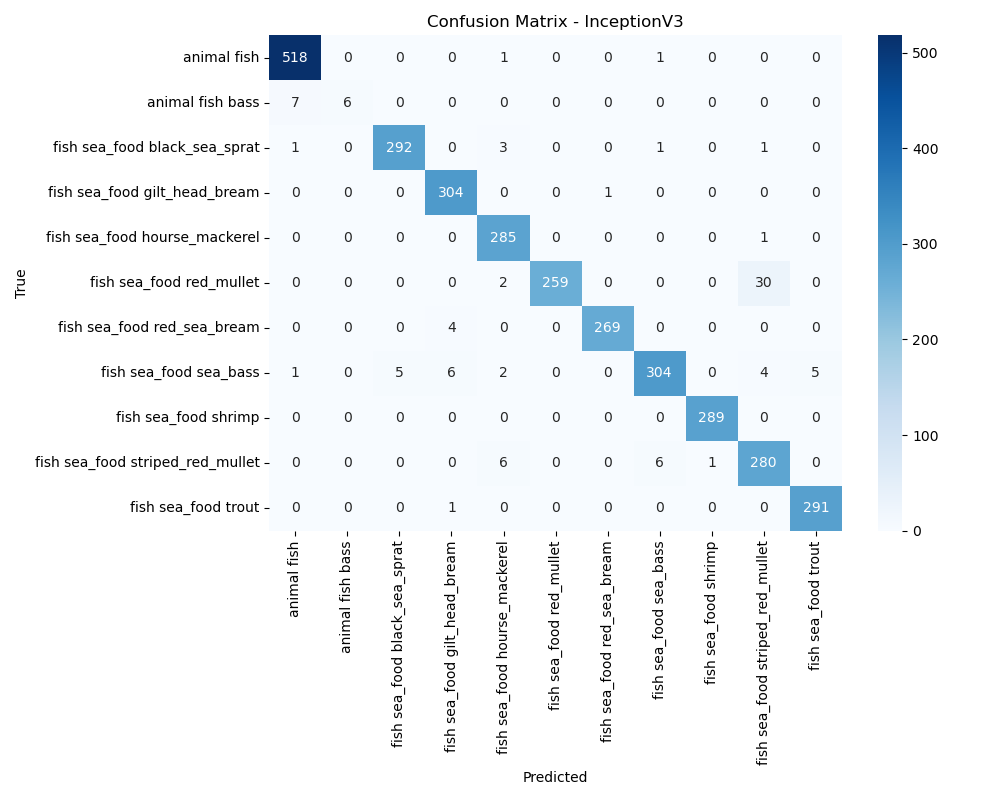 Confusion Matrix - InceptionV3
animal fish 518 0 0 0 1 0 1 0 0 0 0
animal fish bass 7 6 0 0 0 0 0 0 0 0 0
fish sea_food black_sea_sprat 1 0 292 0 3 0 0 1 0 1 0
fish sea_food gilt_head_bream 0 0 0 304 0 0 1 0 0 0 0
fish sea_food hourse_mackerel 0 0 0 0 285 0 0 0 0 1 0
fish sea_food red_mullet 0 0 0 0 2 259 0 0 0 30 0
fish sea_food red_sea_bream 0 0 0 4 0 0 269 0 0 0 0
fish sea_food sea_bass 1 0 5 6 2 0 0 304 0 4 5
fish sea_food shrimp 0 0 0 0 0 0 0 0 289 0 0
fish sea_food striped_red_mullet 0 0 0 0 6 0 0 6 1 280 0
fish sea_food trout 0 0 0 1 0 0 0 0 0 0 291
True
animal fish
animal fish bass
fish sea_food black_sea_sprat
fish sea_food gilt_head_bream
fish sea_food hourse_mackerel
fish sea_food red_mullet
fish sea_food red_sea_bream
fish sea_food sea_bass
fish sea_food shrimp
fish sea_food striped_red_mullet
fish sea_food trout
Predicted
500
400
300
200
100
0